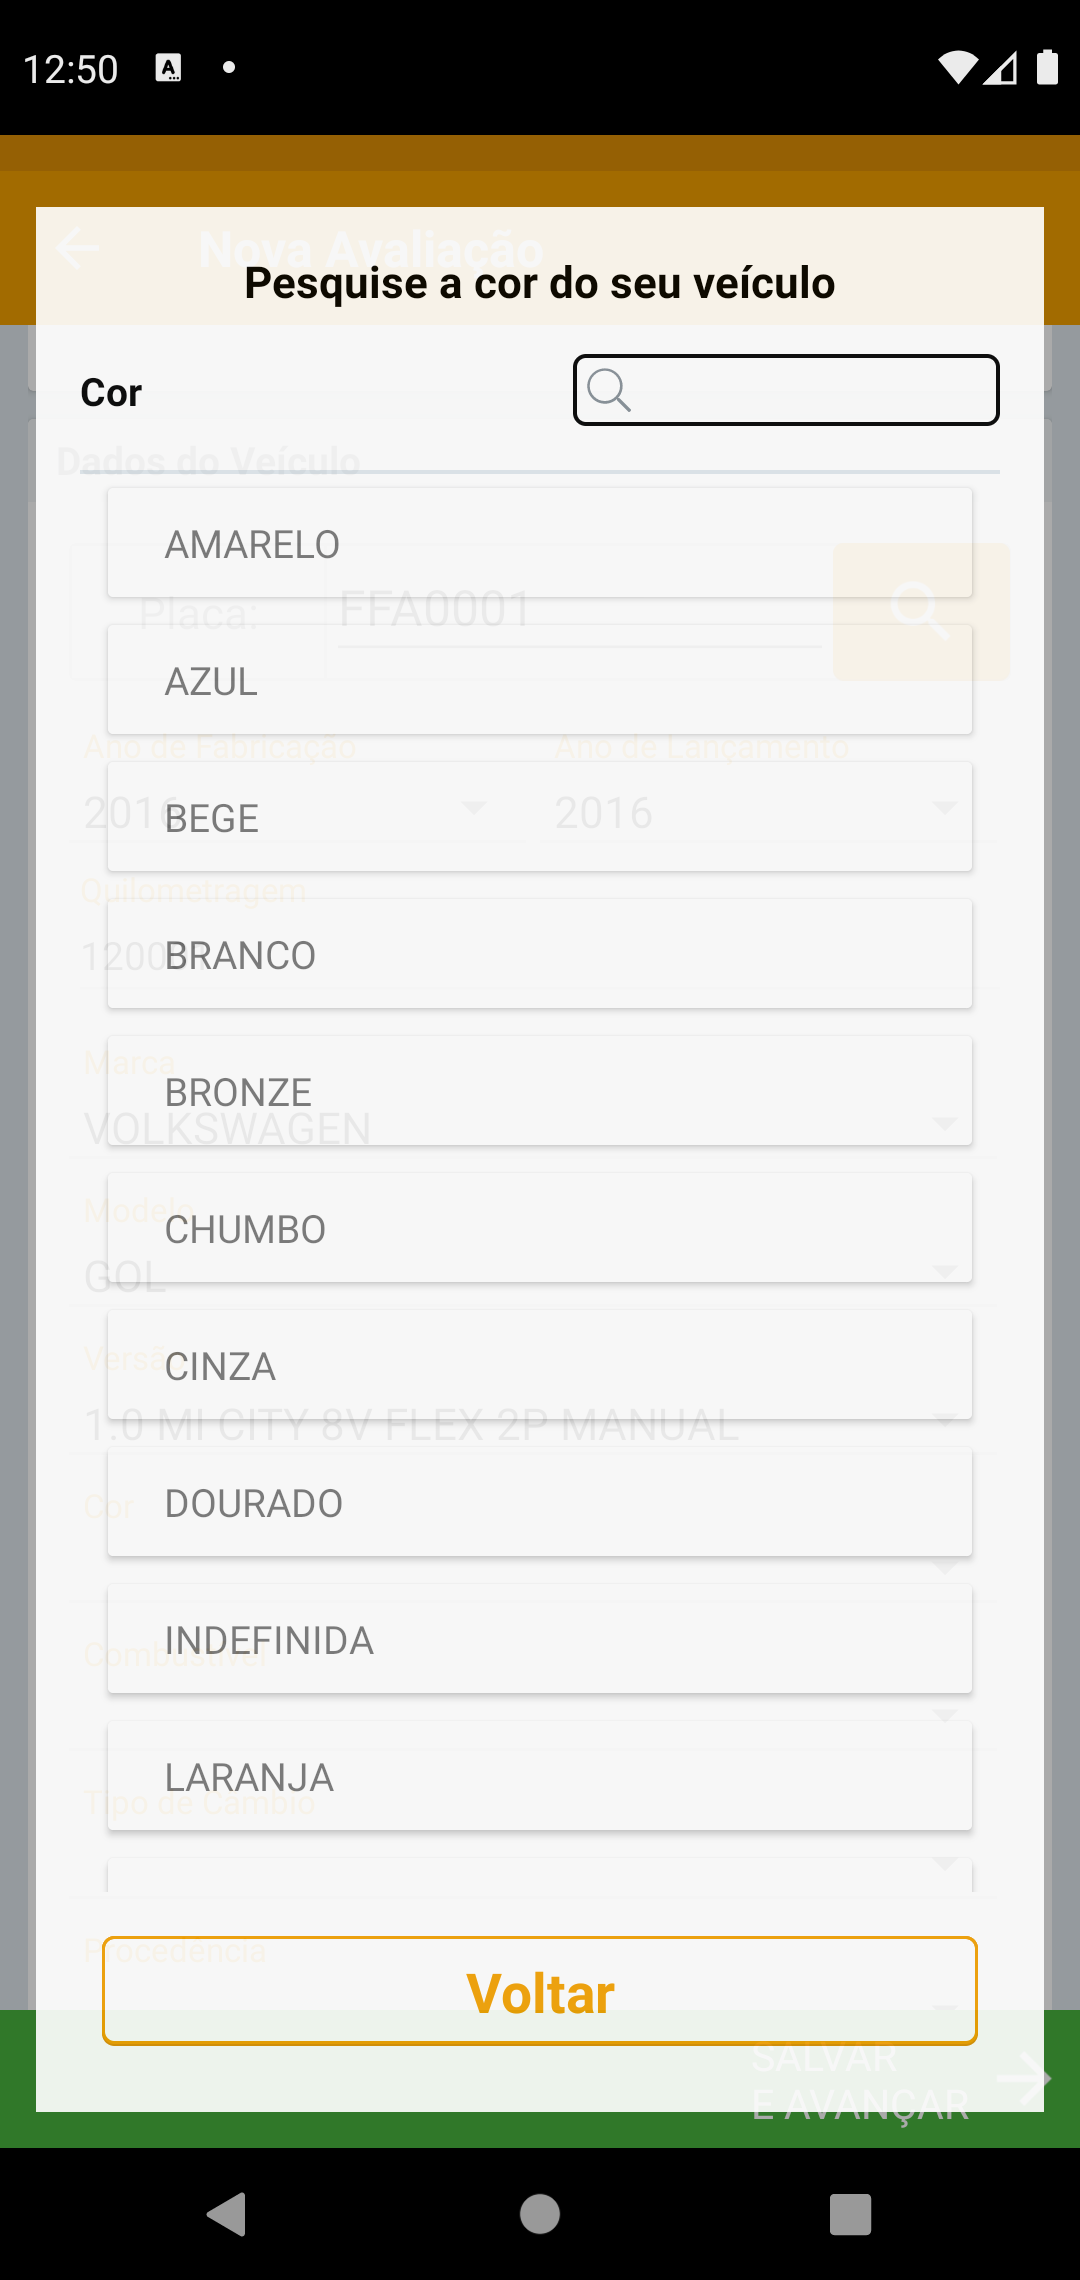 12:50
Nova Avaliação
Pesquise a cor do seu veículo
Cor
Dados do Veículo
AMARELO
Placa:
FFA0001
AZUL
Ano de Fabricação
Ano de Lançamento
2016
2016
BEGE
Quilometragem
BRANCO
Marca
BRONZE
VOLKSWAGEN
Modelo
CHUMBO
GOL
Versão
CINZA
1.0 MI CITY 8V FLEX 2P MANUAL
Cor
DOURADO
INDEFINIDA
Combustível
LARANJA
Tipo de Câmbio
Procedência
Voltar
SALVAR
E AVANÇAR